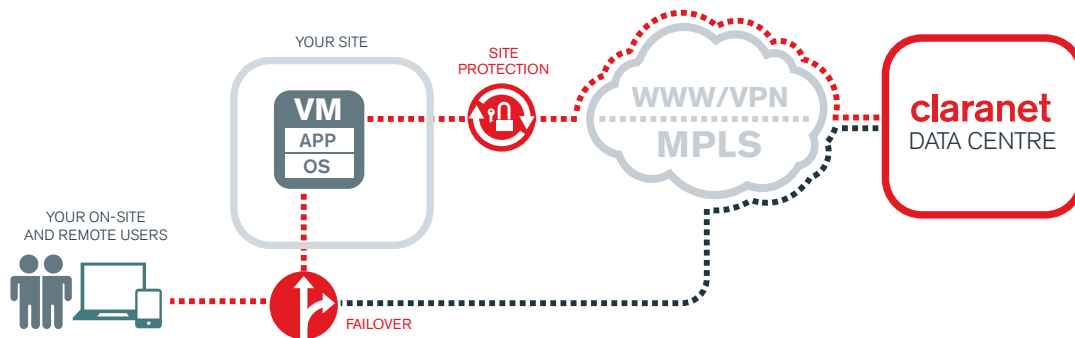 YOUR SITE
VM
APP
OS
SITE
PROTECTION
WWW/VPN
MPLS
claranet
DATA CENTRE
YOUR ON-SITE
AND REMOTE USERS
FAILOVER